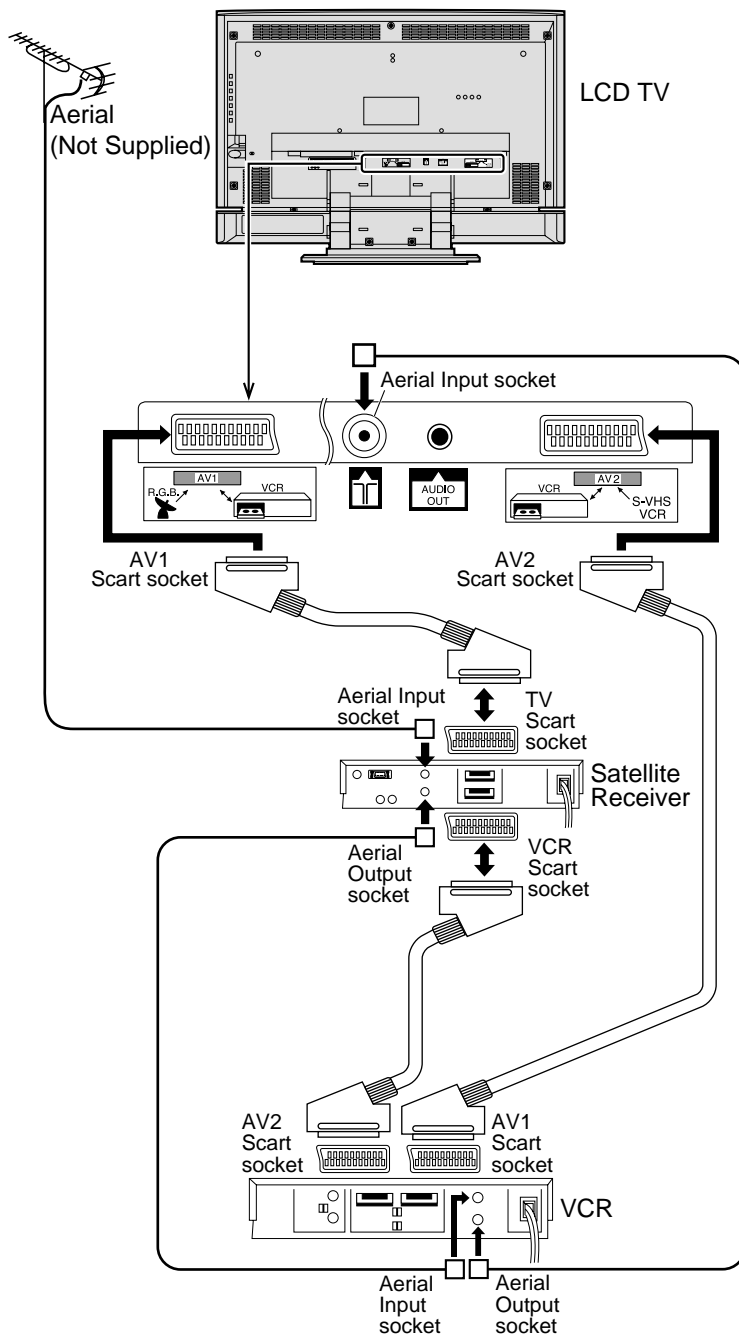 LCD TV
Aerial
(Not Supplied)
Aerial Input socket
R.G.B.
AV1
VCR
AUDIO
OUT
VCR
AV2
S-VHS
VCR
AV1
Scart socket
AV2
Scart socket
Aerial Input
socket
TV
Scart
socket
Satellite
Receiver
Aerial
Output
socket
VCR
Scart
socket
AV2
Scart
socket
AV1
Scart
socket
VCR
Aerial
Input
socket
Aerial
Output
socket